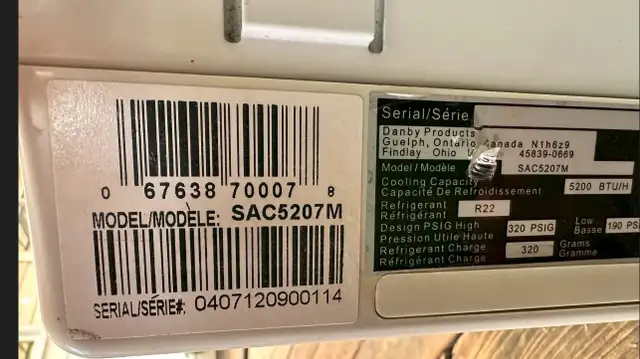 0 67638 70007 8
MODEL/MODÈLE: SAC5207M
SERIAL/SÉRIE#: 0407120900114
Serial/Série
Danby Products
Guelph, Ontario Canada N1h6z9
Findlay Ohio 45839-0669
Model / Modèle SAC5207M
Cooling Capacity
Capacité De Refroidissement 5200 BTU/H
Refrigerant
Réfrigérant R22
Design PSIG High 320 PSIG Low 190 PS
Pression Utile Haute Basse
Refrigerant Charge 320 Grams
Réfrigérant Charge Gramme